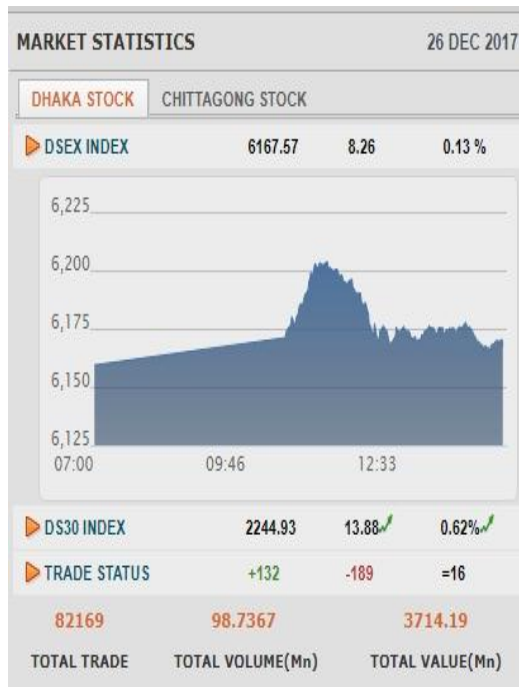 MARKET STATISTICS 26 DEC 2017
DHAKA STOCK CHITTAGONG STOCK
DSEX INDEX 6167.57 8.26 0.13 %
6,225
6,200
6,175
6,150
6,125
07:00 09:46 12:33
DS30 INDEX 2244.93 13.88 0.62%
TRADE STATUS +132 -189 =16
82169 98.7367 3714.19
TOTAL TRADE TOTAL VOLUME(Mn) TOTAL VALUE(Mn)